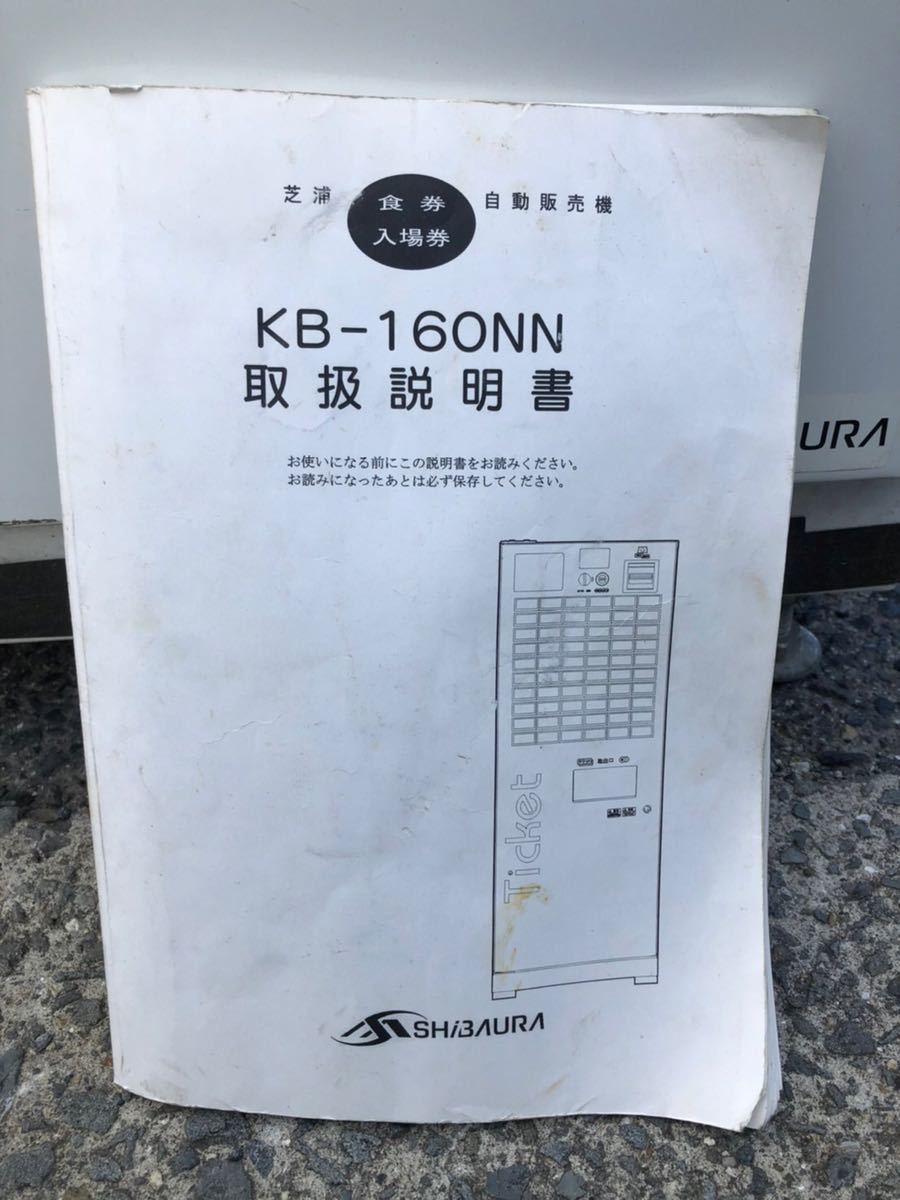 芝浦 食券 自動販売機
入場券
KB-160NN
取扱説明書
お使いになる前にこの説明書をお読みください。
お読みになったあとは必ず保存してください。
取出口
Ticket
SHiBAURA
URA